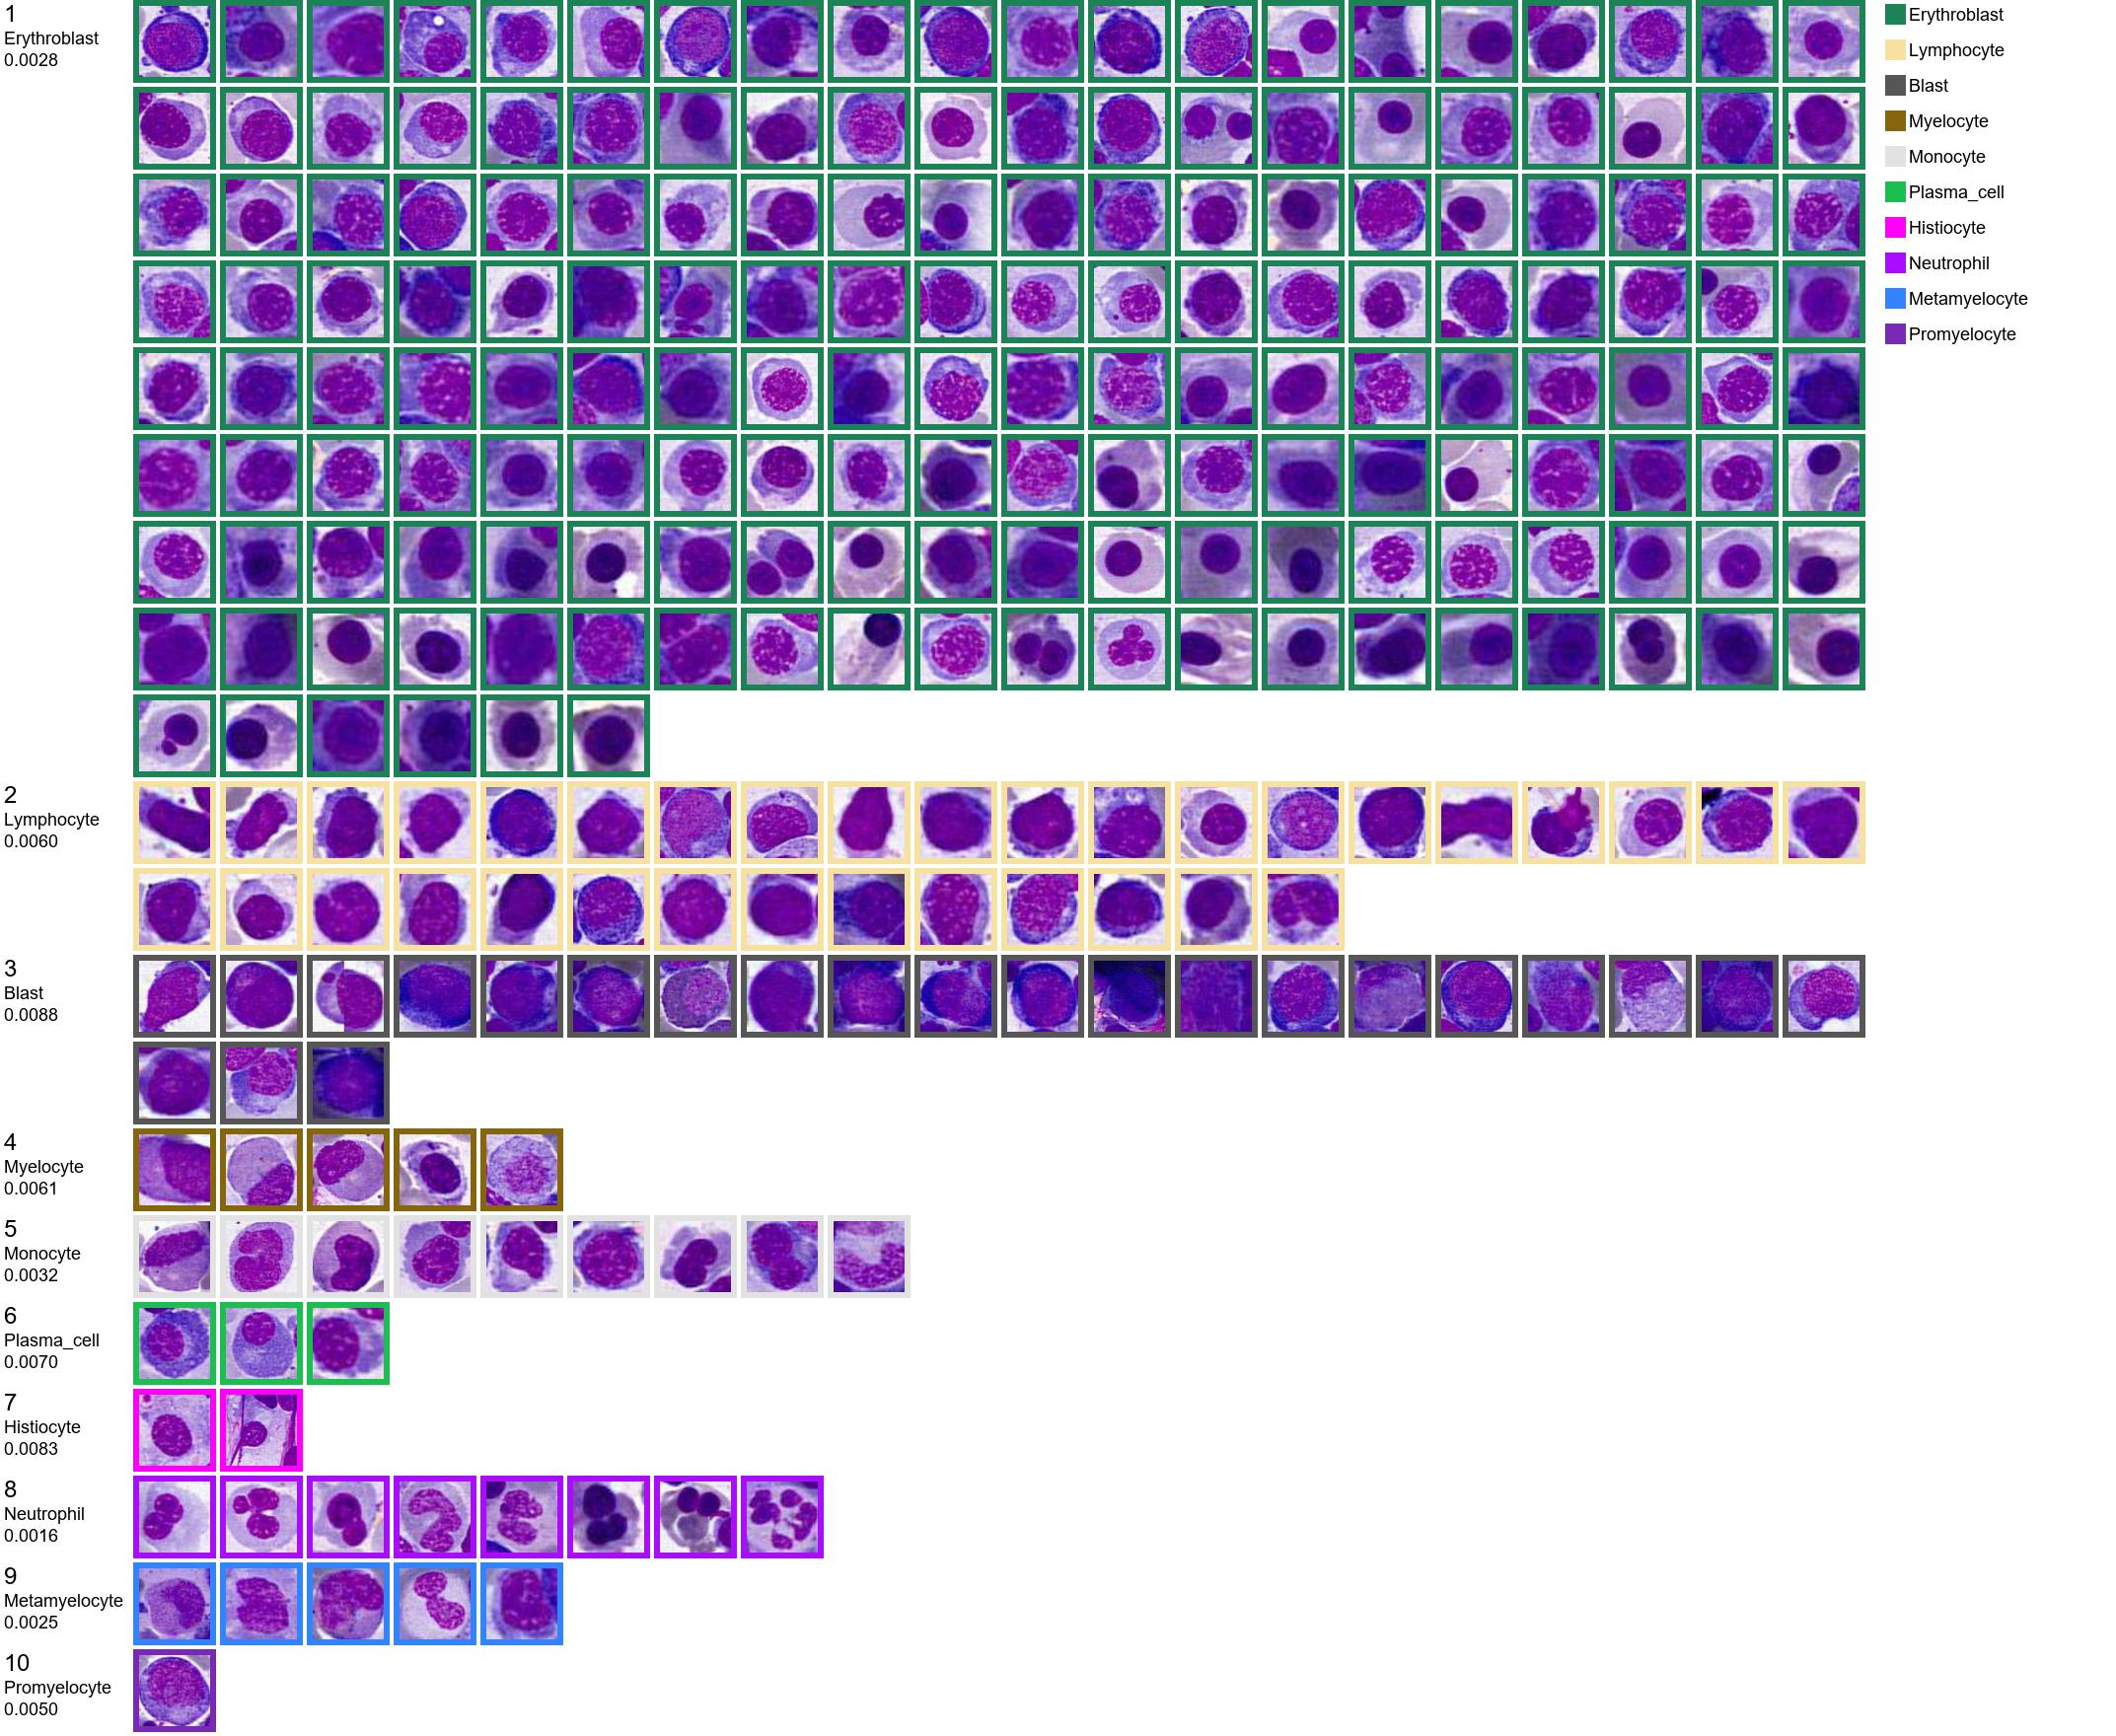 1
Erythroblast
0.0028
2
Lymphocyte
0.0060
3
Blast
0.0088
4
Myelocyte
0.0061
5
Monocyte
0.0032
6
Plasma_cell
0.0070
7
Histiocyte
0.0083
8
Neutrophil
0.0016
9
Metamyelocyte
0.0025
10
Promyelocyte
0.0050
Erythroblast
Lymphocyte
Blast
Myelocyte
Monocyte
Plasma_cell
Histiocyte
Neutrophil
Metamyelocyte
Promyelocyte